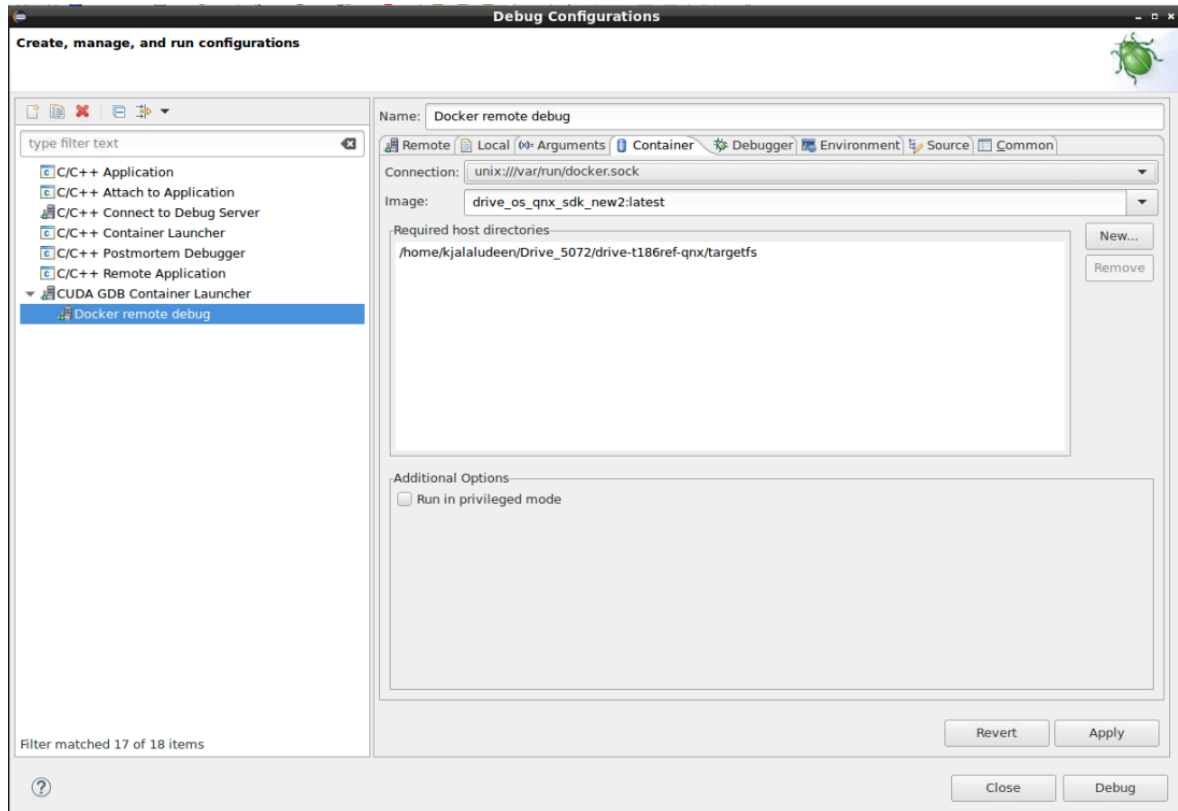 Debug Configurations
Create, manage, and run configurations
type filter text
C/C++ Application
C/C++ Attach to Application
C/C++ Connect to Debug Server
C/C++ Container Launcher
C/C++ Postmortem Debugger
C/C++ Remote Application
CUDA GDB Container Launcher
Docker remote debug
Filter matched 17 of 18 items
Name: Docker remote debug
Remote Local (x)= Arguments Container Debugger Environment Source Common
Connection: unix:///var/run/docker.sock
Image: drive_os_qnx_sdk_new2:latest
Required host directories
/home/kjalaludeen/Drive_5072/drive-t186ref-qnx/targetfs
New...
Remove
Additional Options
Run in privileged mode
Revert Apply
Close Debug